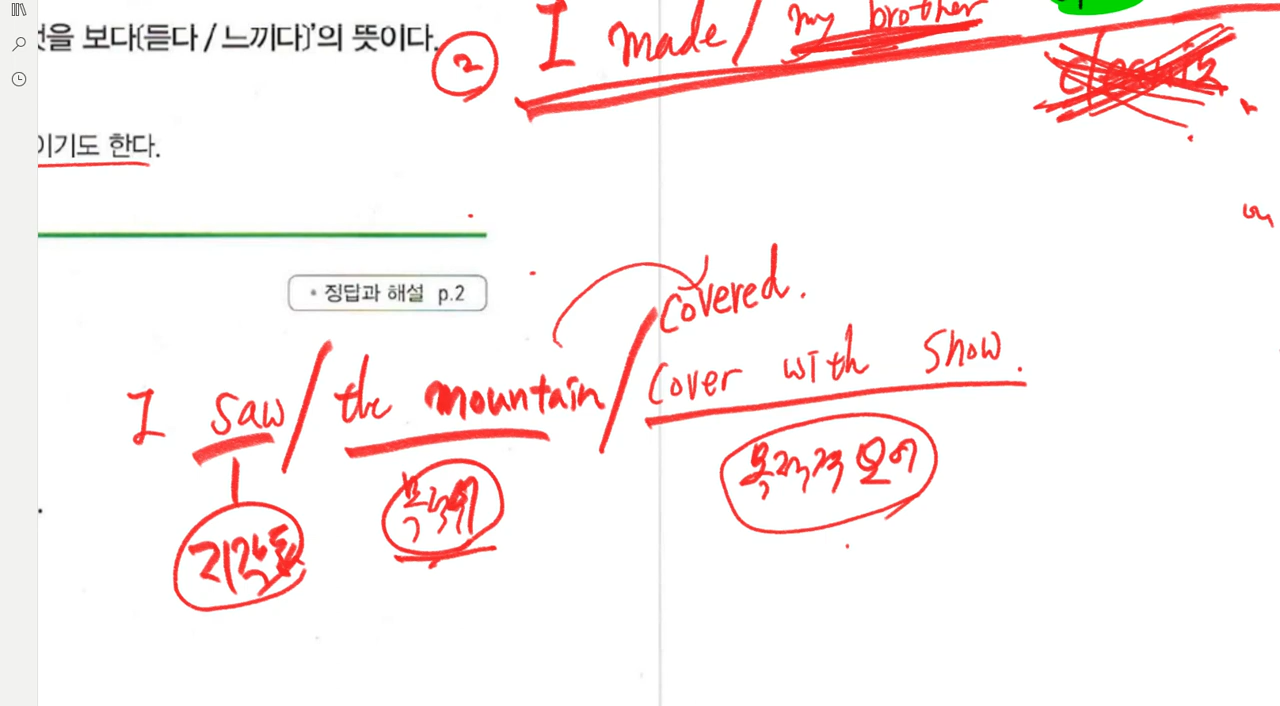 것을 보다(듣다 / 느끼다)'의 뜻이다.
② I made / my brother
이기도 한다.
• 정답과 해설 p.2
covered.
I saw / the mountain / cover with snow.
지각동
목적어
목적격 보어